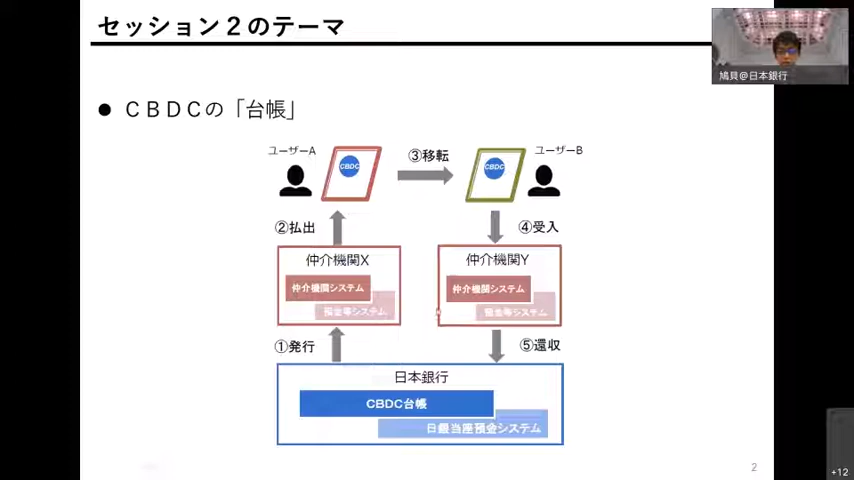 セッション２のテーマ
鳩貝@日本銀行
● ＣＢＤＣの「台帳」
ユーザーA
CBDC
③移転
CBDC
ユーザーB
②払出
④受入
仲介機関X
仲介機関システム
預金等システム
仲介機関Y
仲介機関システム
預金等システム
①発行
⑤還収
日本銀行
CBDC台帳
日銀当座預金システム
2
+12